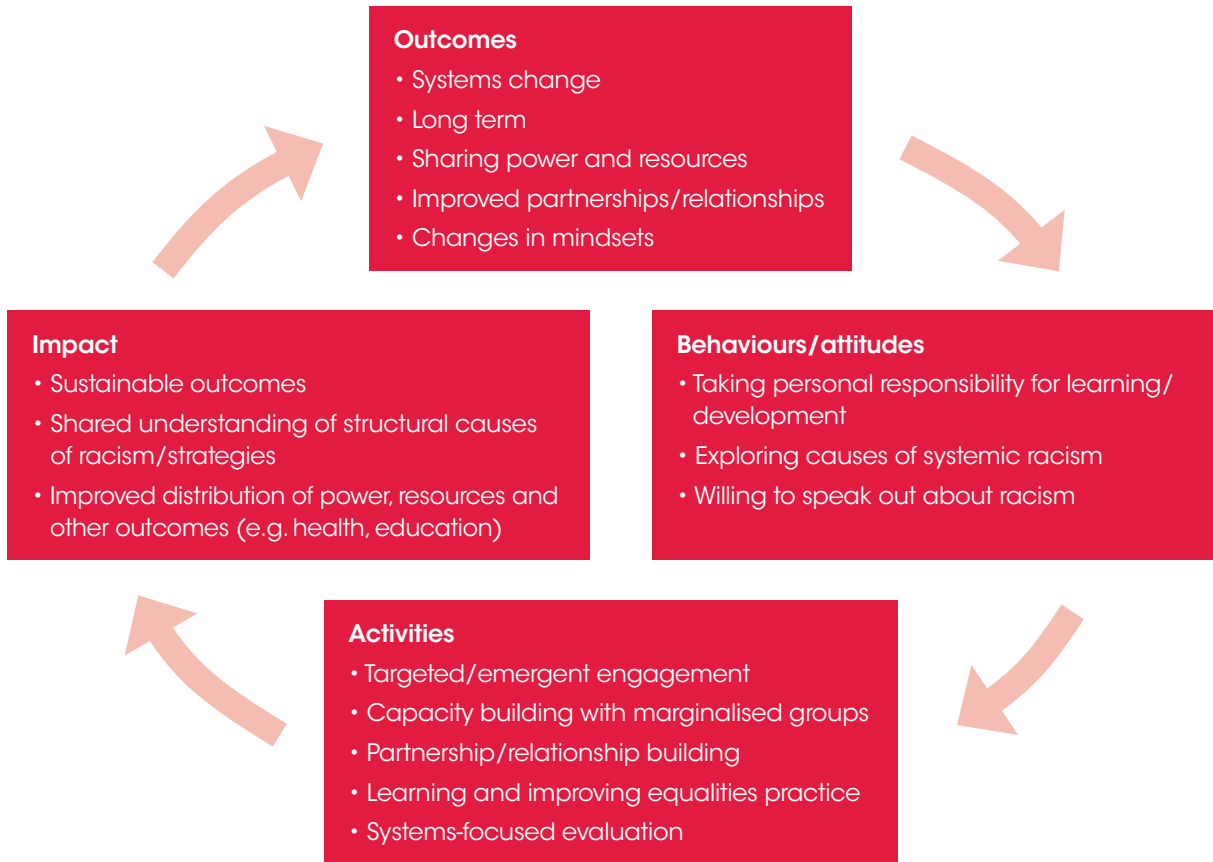 Outcomes
• Systems change
• Long term
• Sharing power and resources
• Improved partnerships/relationships
• Changes in mindsets
Impact
• Sustainable outcomes
• Shared understanding of structural causes
of racism/strategies
• Improved distribution of power, resources and
other outcomes (e.g. health, education)
Behaviours/attitudes
• Taking personal responsibility for learning/
development
• Exploring causes of systemic racism
• Willing to speak out about racism
Activities
• Targeted/emergent engagement
• Capacity building with marginalised groups
• Partnership/relationship building
• Learning and improving equalities practice
• Systems-focused evaluation